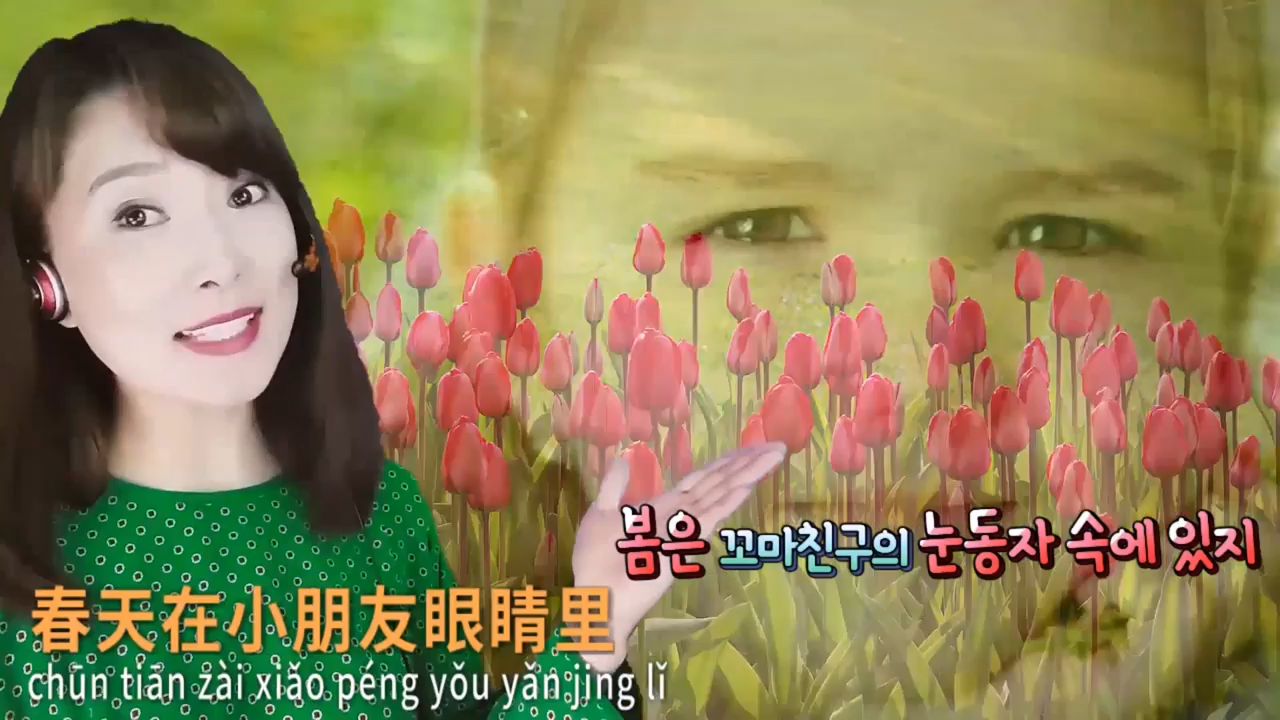 봄은 꼬마친구의 눈동자 속에 있지
春天在小朋友眼睛里
chūn tiān zài xiǎo péng yǒu yǎn jing lǐ